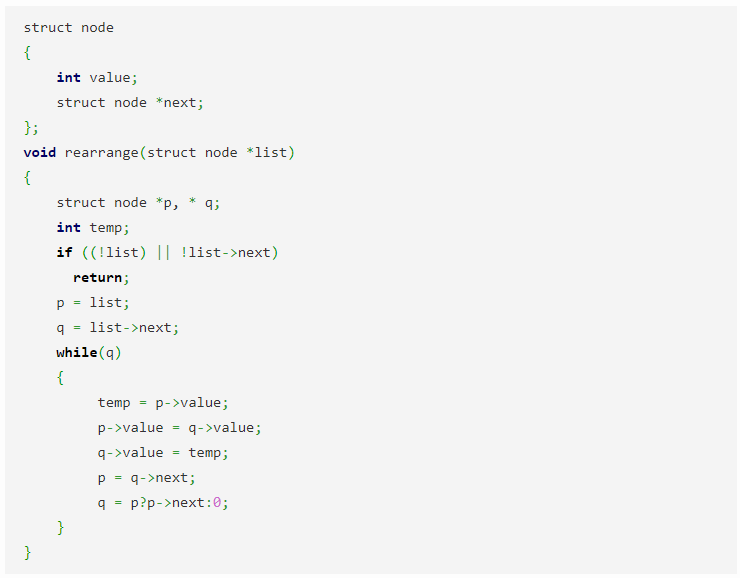 struct node
{
    int value;
    struct node *next;
};
void rearrange(struct node *list)
{
    struct node *p, * q;
    int temp;
    if ((!list) || !list->next)
      return;
    p = list;
    q = list->next;
    while(q)
    {
         temp = p->value;
         p->value = q->value;
         q->value = temp;
         p = q->next;
         q = p?p->next:0;
    }
}